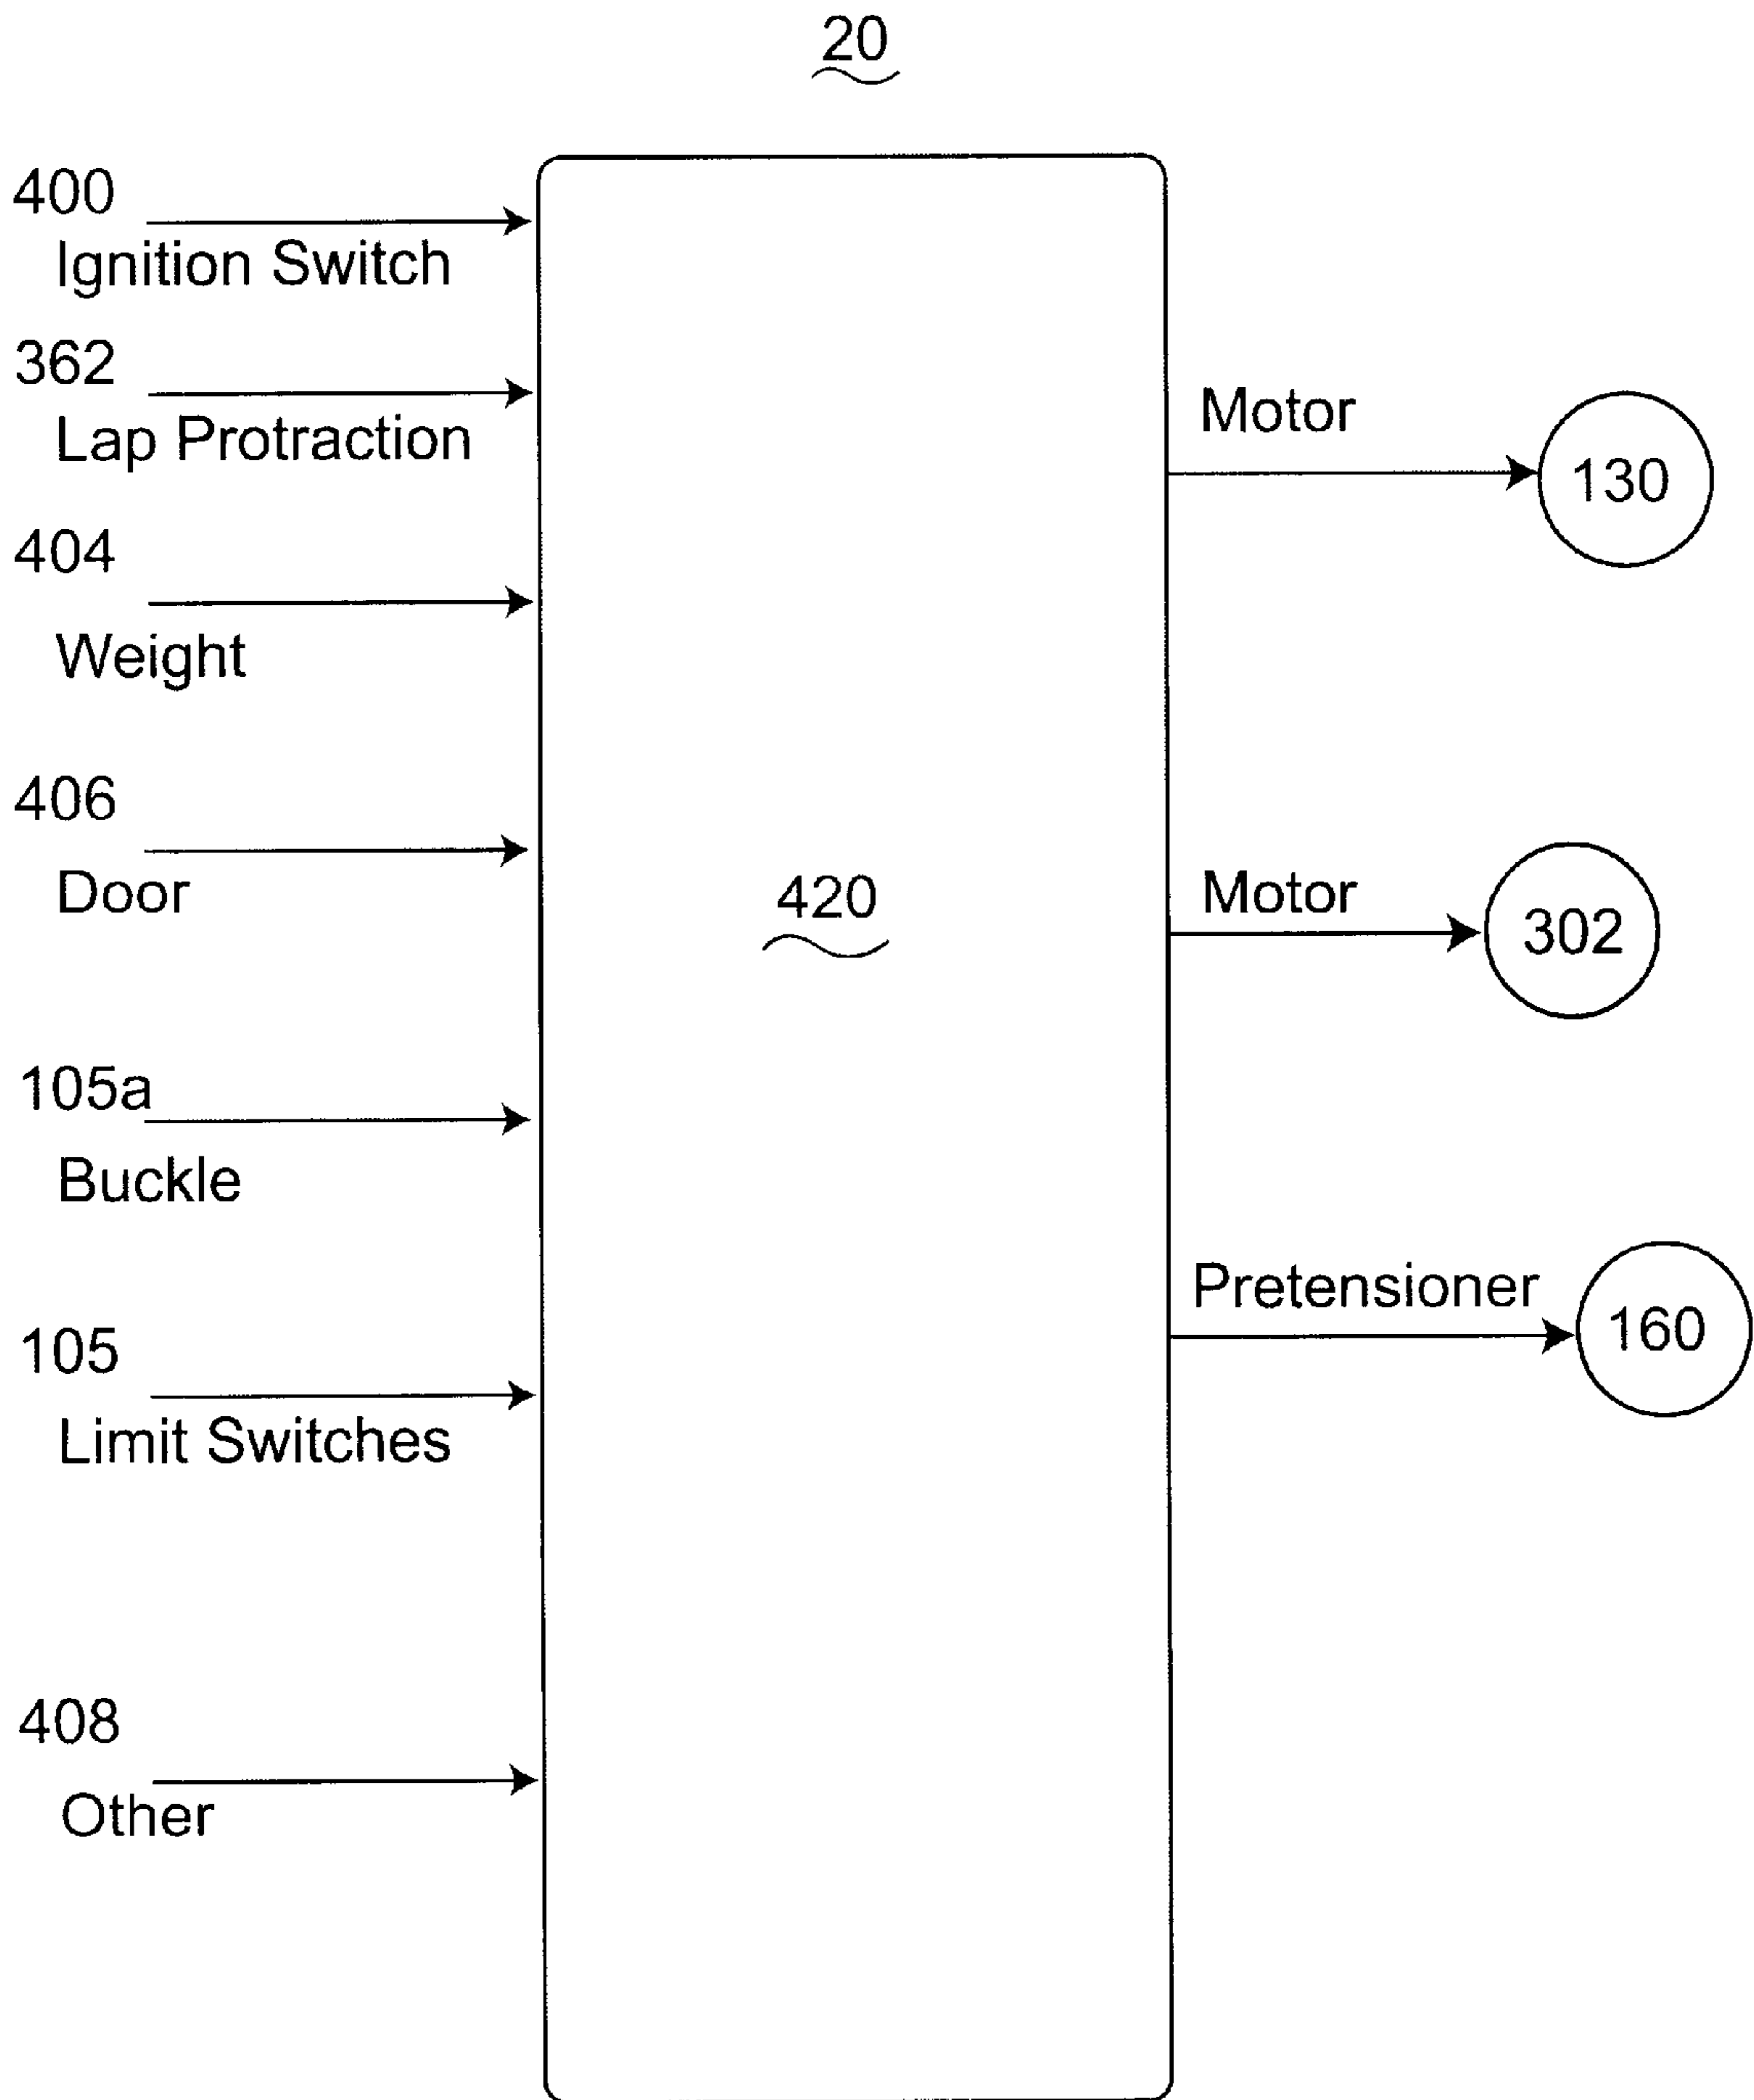 20
400
Ignition Switch
362
Lap Protraction
404
Weight
406
Door
105a
Buckle
105
Limit Switches
408
Other
420
Motor
130
Motor
302
Pretensioner
160